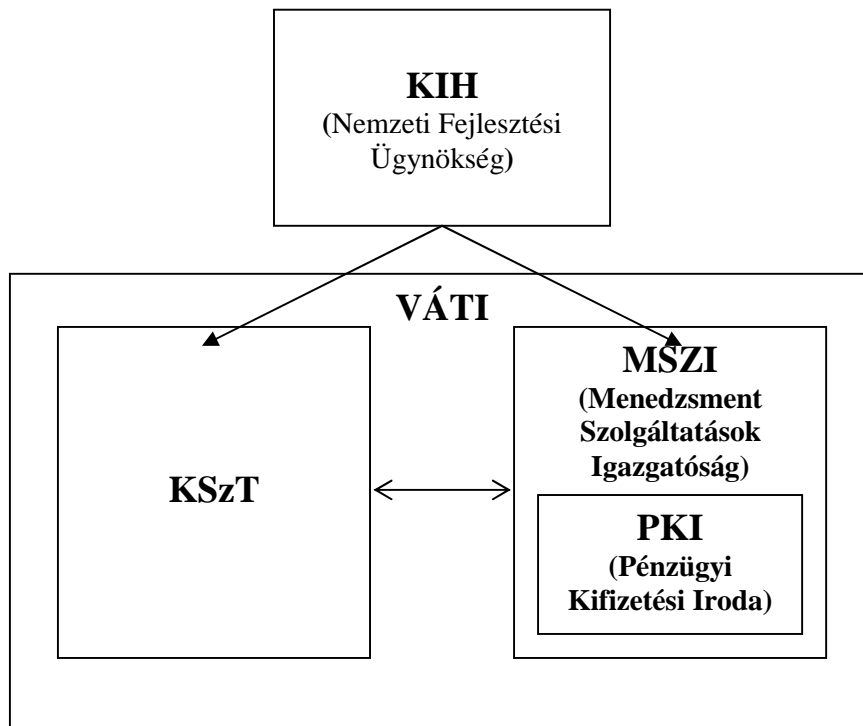 KIH
(Nemzeti Fejlesztési
Ügynökség)
VÁTI
KSzT
MSZI
(Menedzsment
Szolgáltatások
Igazgatóság)
PKI
(Pénzügyi
Kifizetési Iroda)